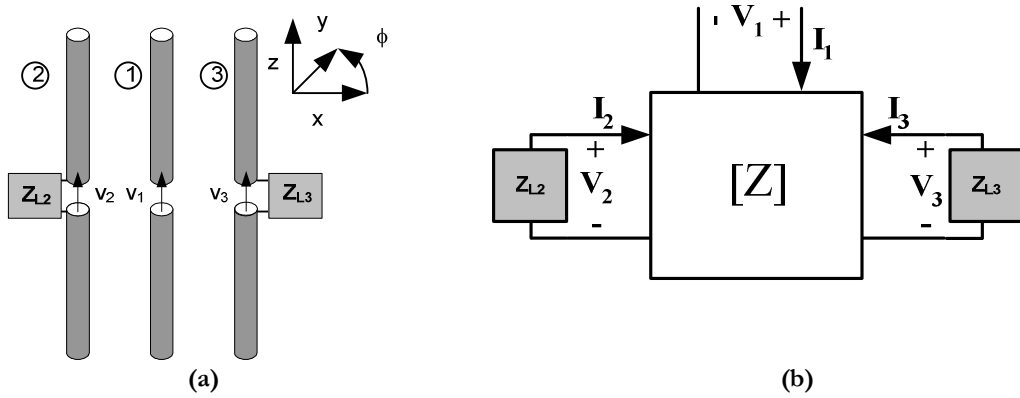 y
z
ϕ
x
② ① ③
Z_L2 v_2 v_1 v_3 Z_L3
(a)
- V_1 +
I_1
I_2
I_3
+
+
Z_L2
V_2
[Z]
V_3
Z_L3
-
-
(b)